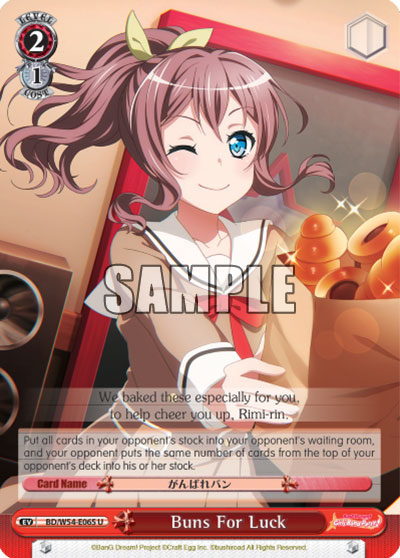 LEVEL
2
1
COST
SAMPLE
We baked these especially for you,
to help cheer you up, Rimi-rin.
Put all cards in your opponent's stock into your opponent's waiting room,
and your opponent puts the same number of cards from the top of
your opponent's deck into his or her stock.
Card Name がんばれパン
EV BD/W54-E065 U Buns For Luck
©BanG Dream! Project ©Craft Egg Inc. ©bushiroad All Rights Reserved.